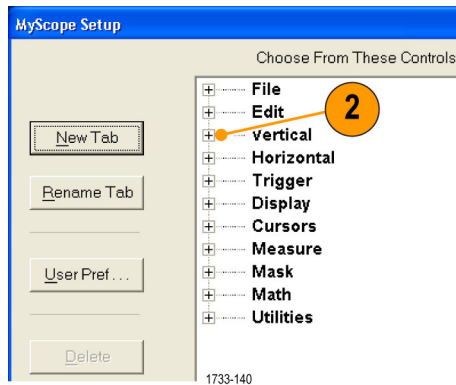 MyScope Setup
Choose From These Controls
File
Edit
2
Vertical
Horizontal
Trigger
Display
Cursors
Measure
Mask
Math
Utilities
New Tab
Rename Tab
User Pref...
Delete
1733-140